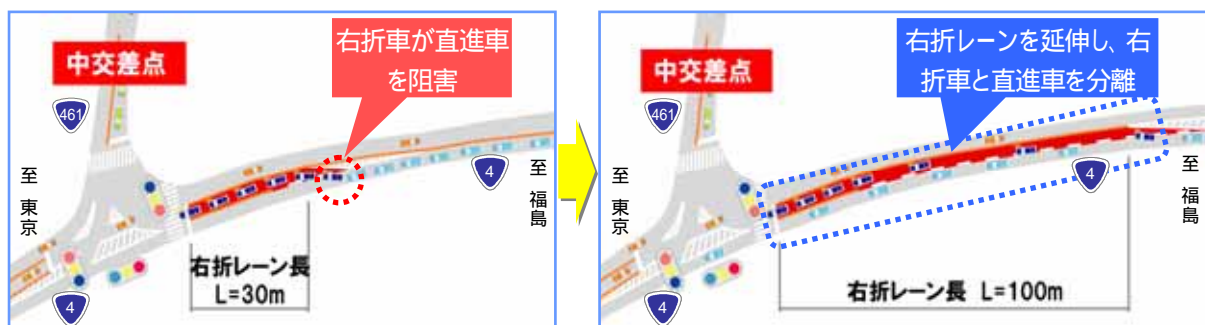 右折車が直進車
を阻害
中交差点
461
4
至 東京
至 福島
右折レーン長
L=30m
4
右折レーンを延伸し、右
折車と直進車を分離
中交差点
461
4
至 東京
至 福島
右折レーン長 L=100m
4